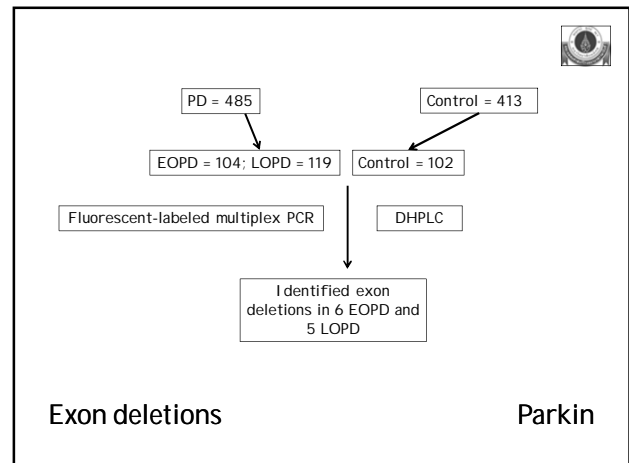 PD = 485
Control = 413
EOPD = 104; LOPD = 119
Control = 102
Fluorescent-labeled multiplex PCR
DHPLC
Identified exon
deletions in 6 EOPD and
5 LOPD
Exon deletions
Parkin